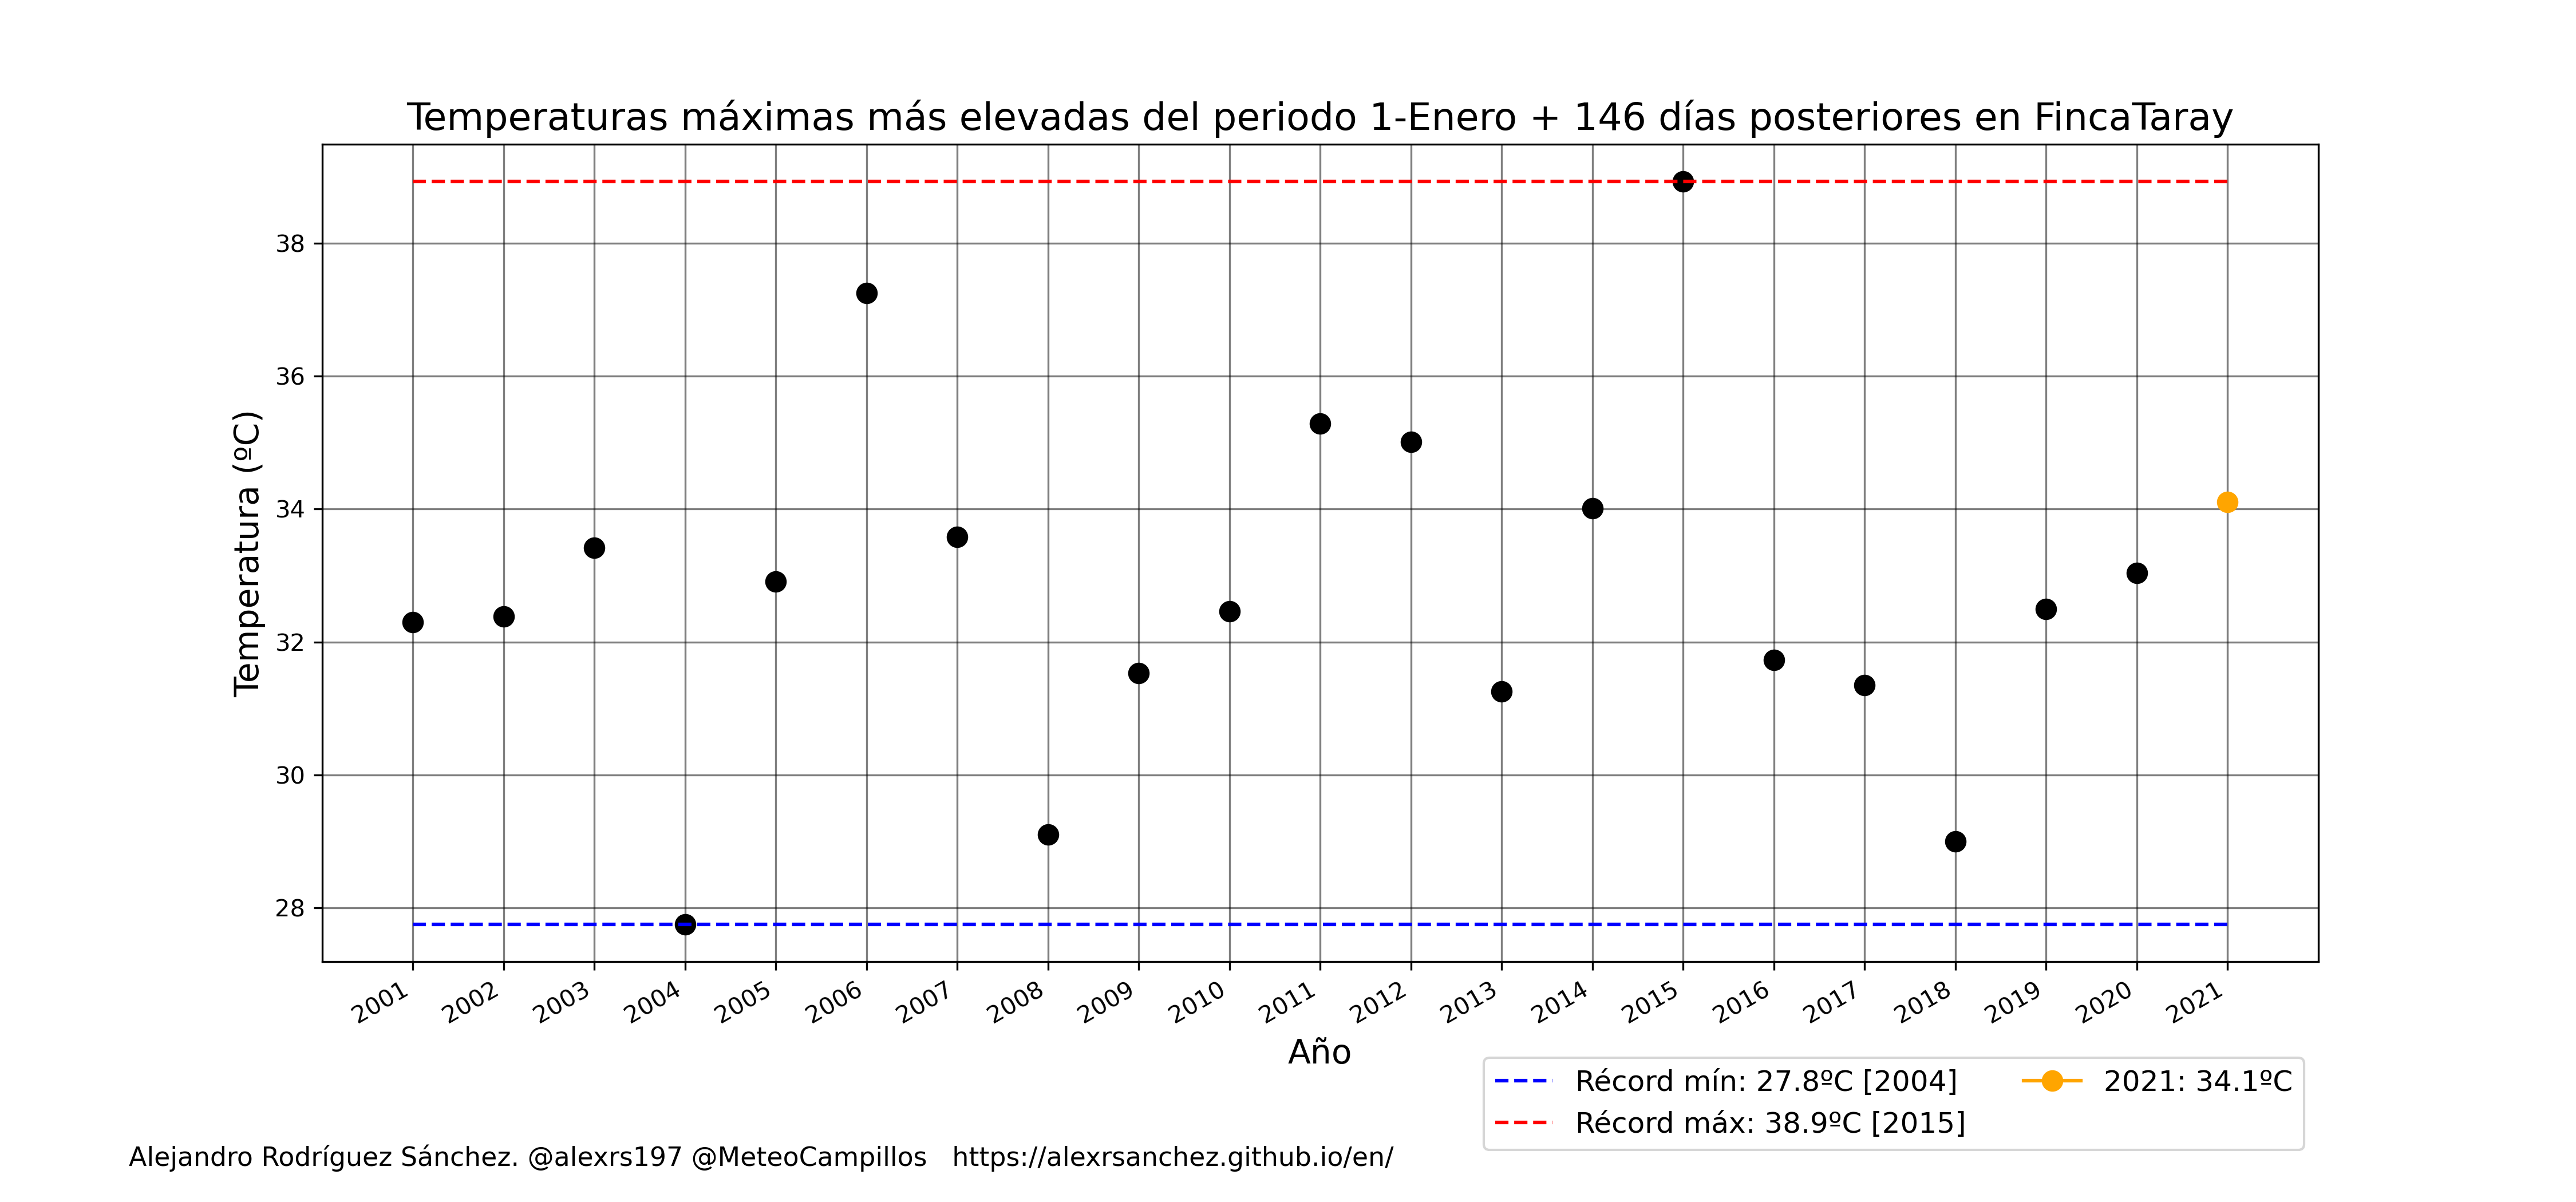 Temperaturas máximas más elevadas del periodo 1-Enero + 146 días posteriores en FincaTaray
Temperatura (ºC)
38
36
34
32
30
28
2001 2002 2003 2004 2005 2006 2007 2008 2009 2010 2011 2012 2013 2014 2015 2016 2017 2018 2019 2020 2021
Año
Récord mín: 27.8ºC [2004]
Récord máx: 38.9ºC [2015]
2021: 34.1ºC
Alejandro Rodríguez Sánchez. @alexrs197 @MeteoCampillos https://alexrsanchez.github.io/en/